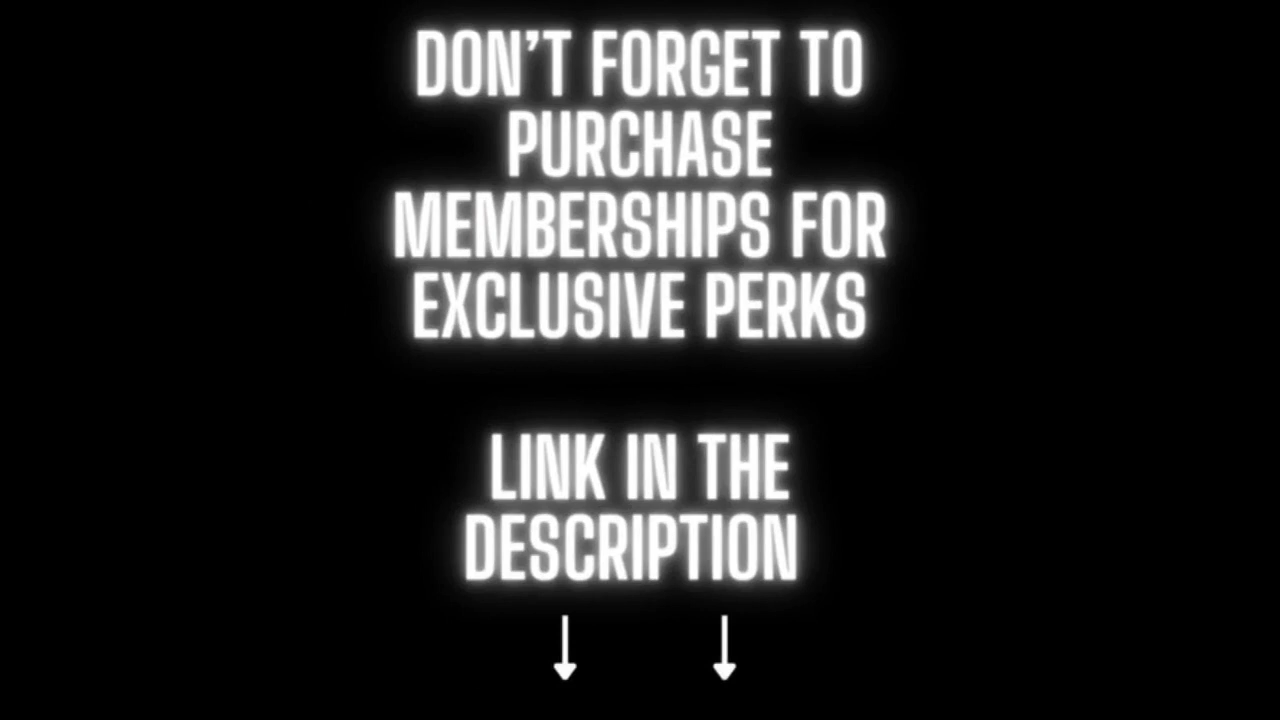 DON’T FORGET TO
PURCHASE
MEMBERSHIPS FOR
EXCLUSIVE PERKS
LINK IN THE
DESCRIPTION